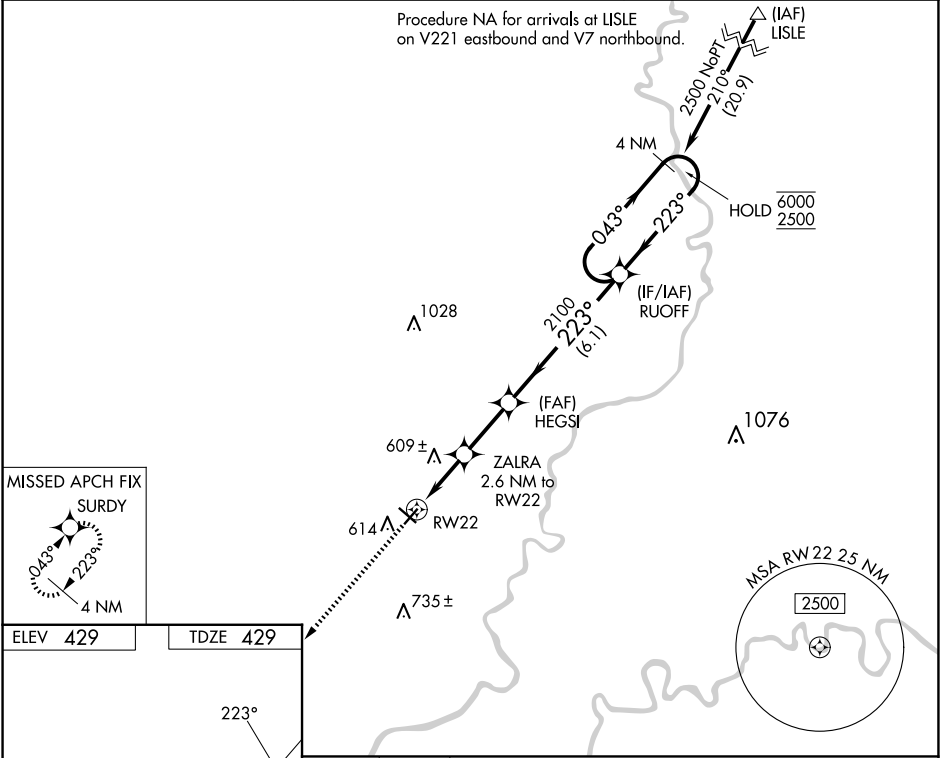 Procedure NA for arrivals at LISLE
on V221 eastbound and V7 northbound.
(IAF)
LISLE
2500 NoPT
210°
(20.9)
4 NM
HOLD 6000
2500
043°
223°
(IF/IAF)
RUOFF
2100
223°
(6.1)
1028
(FAF)
HEGSI
1076
609±
ZALRA
2.6 NM to
RW22
MISSED APCH FIX
SURDY
043°
223°
4 NM
614
RW22
735±
MSA RW 22 25 NM
2500
ELEV 429
TDZE 429
223°